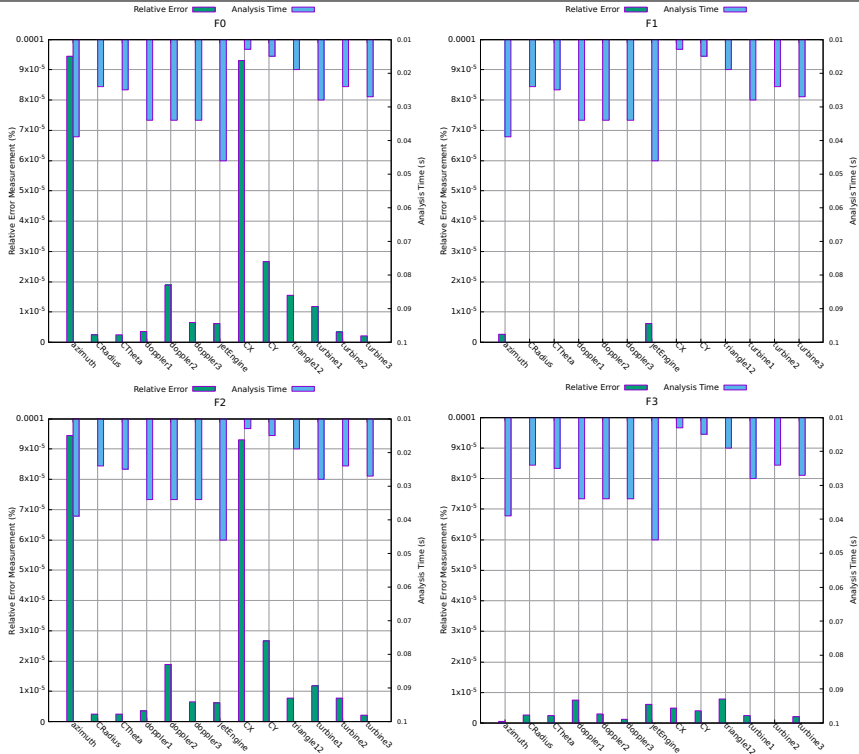 Relative Error Analysis Time
F0
Relative Error Measurement (%)
0.0001
9x10-5
8x10-5
7x10-5
6x10-5
5x10-5
4x10-5
3x10-5
2x10-5
1x10-5
0
azimuth
CRadius
CTheta
doppler1
doppler2
doppler3
jetEngine
CX
CY
triangle12
turbine1
turbine2
turbine3
0.01
0.02
0.03
0.04
0.05
0.06
0.07
0.08
0.09
0.1
Analysis Time (s)
Relative Error Analysis Time
F1
Relative Error Measurement (%)
0.0001
9x10-5
8x10-5
7x10-5
6x10-5
5x10-5
4x10-5
3x10-5
2x10-5
1x10-5
0
azimuth
CRadius
CTheta
doppler1
doppler2
doppler3
jetEngine
CX
CY
triangle12
turbine1
turbine2
turbine3
0.01
0.02
0.03
0.04
0.05
0.06
0.07
0.08
0.09
0.1
Analysis Time (s)
Relative Error Analysis Time
F2
Relative Error Measurement (%)
0.0001
9x10-5
8x10-5
7x10-5
6x10-5
5x10-5
4x10-5
3x10-5
2x10-5
1x10-5
0
azimuth
CRadius
CTheta
doppler1
doppler2
doppler3
jetEngine
CX
CY
triangle12
turbine1
turbine2
turbine3
0.01
0.02
0.03
0.04
0.05
0.06
0.07
0.08
0.09
0.1
Analysis Time (s)
Relative Error Analysis Time
F3
Relative Error Measurement (%)
0.0001
9x10-5
8x10-5
7x10-5
6x10-5
5x10-5
4x10-5
3x10-5
2x10-5
1x10-5
0
azimuth
CRadius
CTheta
doppler1
doppler2
doppler3
jetEngine
CX
CY
triangle12
turbine1
turbine2
turbine3
0.01
0.02
0.03
0.04
0.05
0.06
0.07
0.08
0.09
0.1
Analysis Time (s)